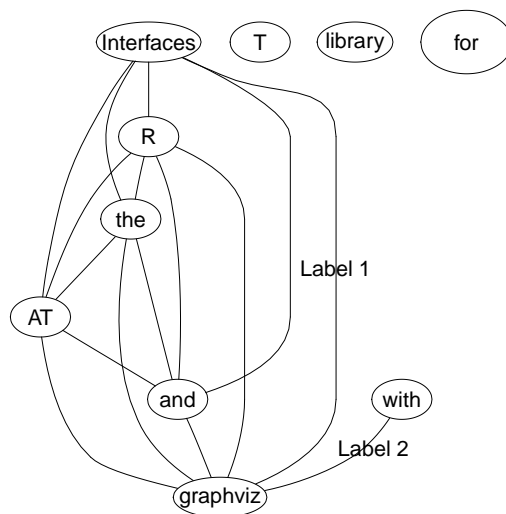 Interfaces T library for
R
the
Label 1
AT
and with
Label 2
graphviz